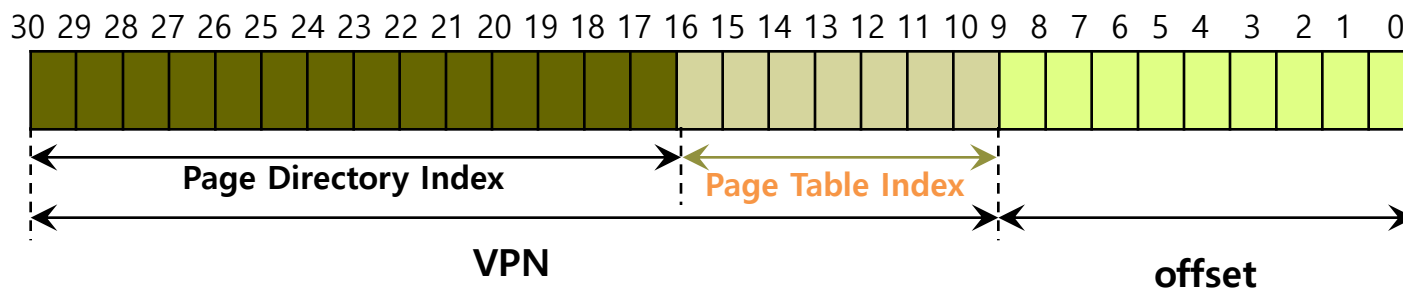 30 29 28 27 26 25 24 23 22 21 20 19 18 17 16 15 14 13 12 11 10 9 8 7 6 5 4 3 2 1 0
Page Directory Index
Page Table Index
VPN
offset